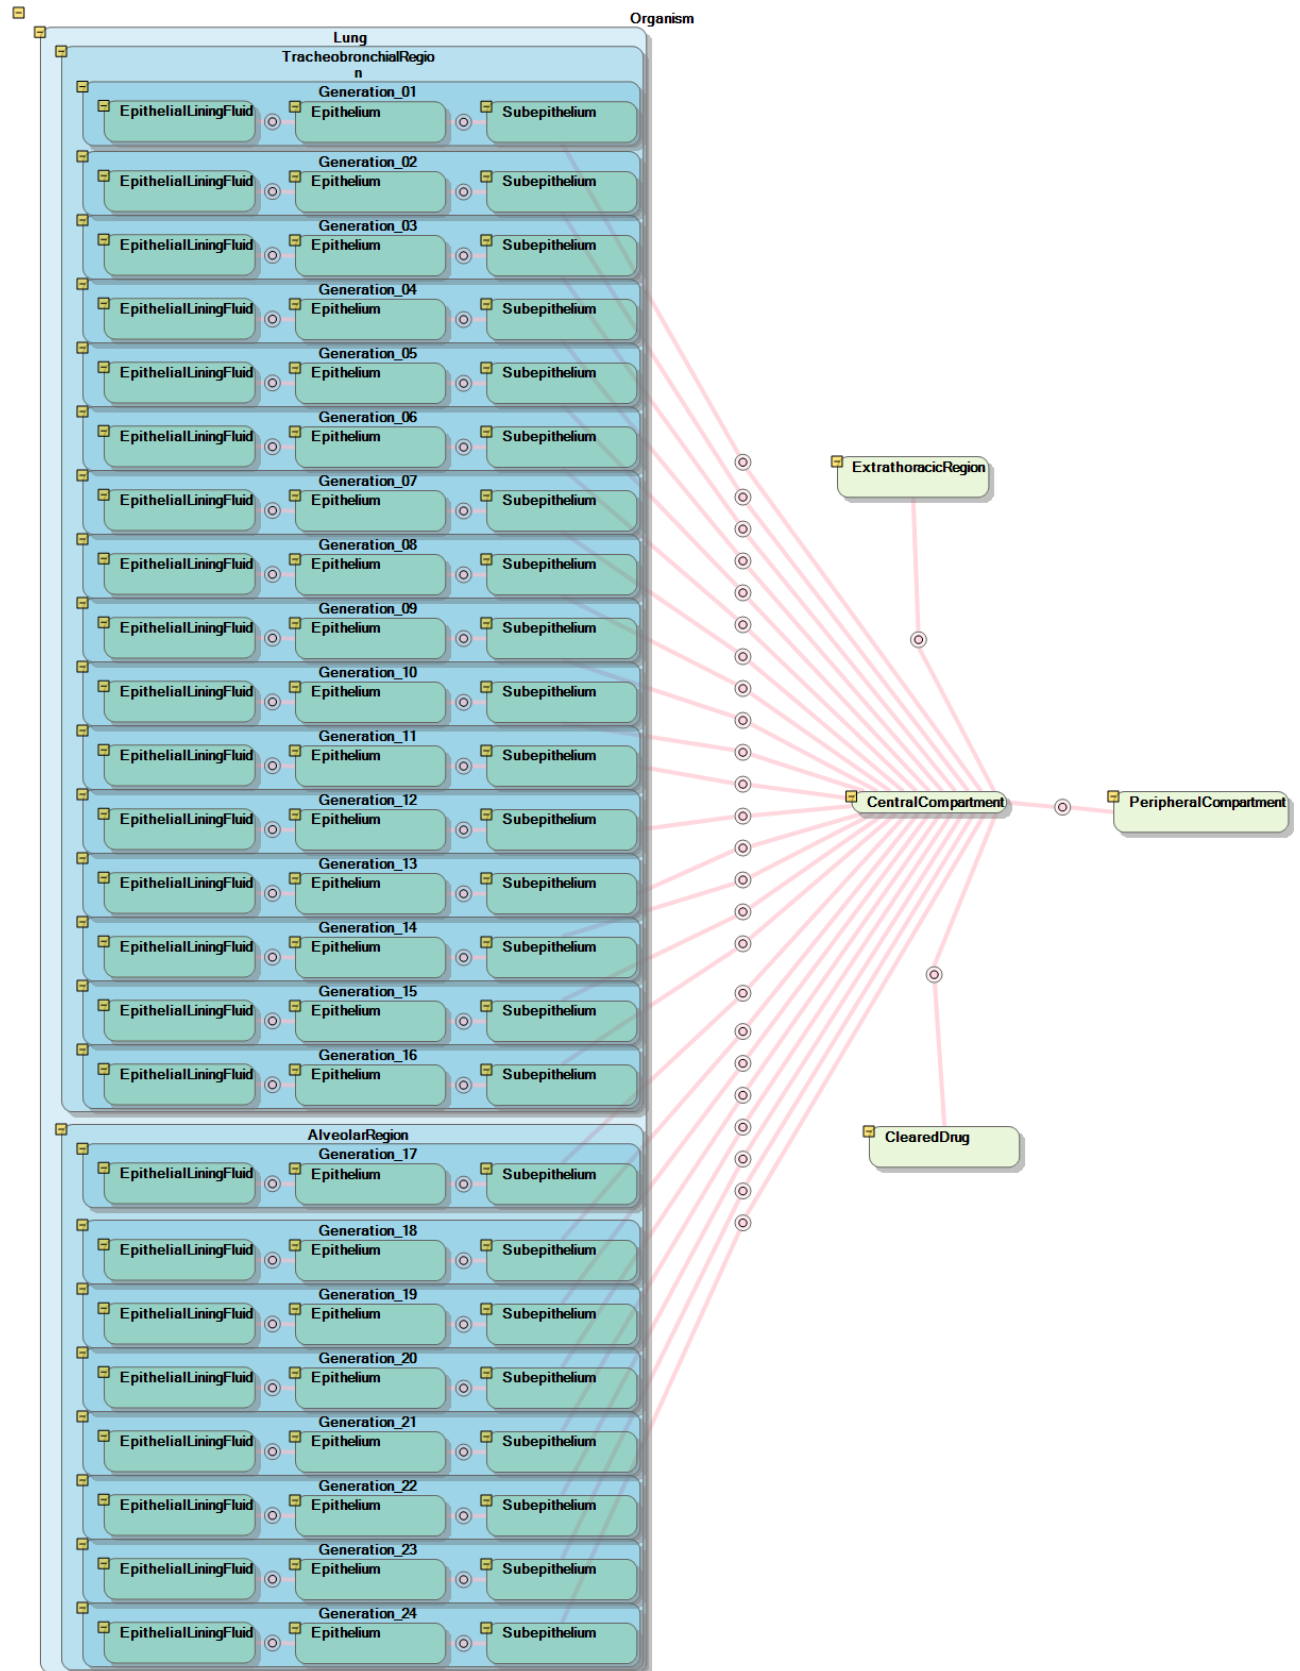 Organism
Lung
TracheobronchialRegio
n
Generation_01
EpithelialLiningFluid Epithelium Subepithelium
Generation_02
EpithelialLiningFluid Epithelium Subepithelium
Generation_03
EpithelialLiningFluid Epithelium Subepithelium
Generation_04
EpithelialLiningFluid Epithelium Subepithelium
Generation_05
EpithelialLiningFluid Epithelium Subepithelium
Generation_06
EpithelialLiningFluid Epithelium Subepithelium
ExtrathoracicRegion
Generation_07
EpithelialLiningFluid Epithelium Subepithelium
Generation_08
EpithelialLiningFluid Epithelium Subepithelium
Generation_09
EpithelialLiningFluid Epithelium Subepithelium
Generation_10
EpithelialLiningFluid Epithelium Subepithelium
Generation_11
EpithelialLiningFluid Epithelium Subepithelium
Generation_12
CentralCompartment PeripheralCompartment
EpithelialLiningFluid Epithelium Subepithelium
Generation_13
EpithelialLiningFluid Epithelium Subepithelium
Generation_14
EpithelialLiningFluid Epithelium Subepithelium
Generation_15
EpithelialLiningFluid Epithelium Subepithelium
Generation_16
EpithelialLiningFluid Epithelium Subepithelium
AlveolarRegion
ClearedDrug
Generation_17
EpithelialLiningFluid Epithelium Subepithelium
Generation_18
EpithelialLiningFluid Epithelium Subepithelium
Generation_19
EpithelialLiningFluid Epithelium Subepithelium
Generation_20
EpithelialLiningFluid Epithelium Subepithelium
Generation_21
EpithelialLiningFluid Epithelium Subepithelium
Generation_22
EpithelialLiningFluid Epithelium Subepithelium
Generation_23
EpithelialLiningFluid Epithelium Subepithelium
Generation_24
EpithelialLiningFluid Epithelium Subepithelium